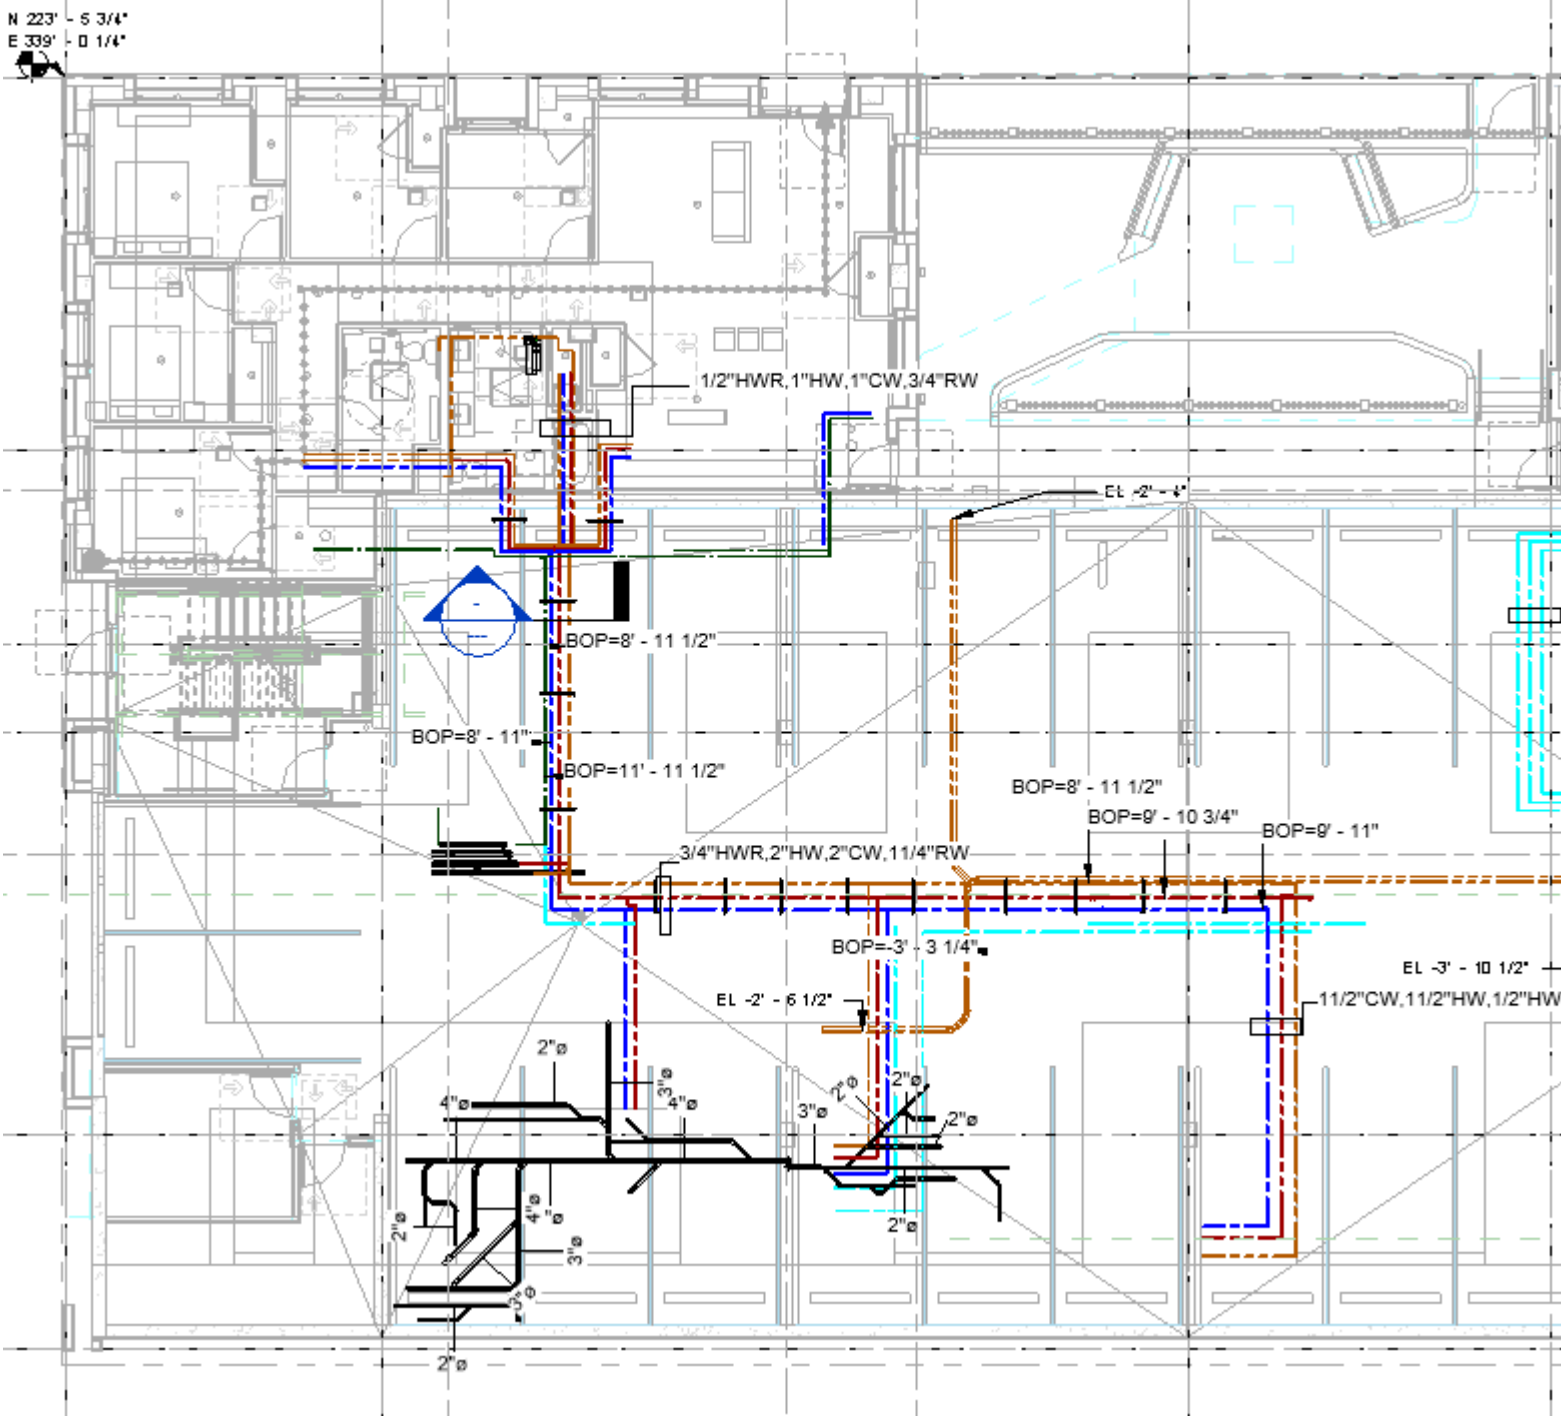 N 223' - 5 3/4"
E 339' - 0 1/4"
1/2"HWR,1"HW,1"CW,3/4"RW
EL -2' - 4"
BOP=8' - 11 1/2"
BOP=8' - 11"
BOP=11' - 11 1/2"
BOP=8' - 11 1/2"
BOP=9' - 10 3/4"
BOP=9' - 11"
3/4"HWR,2"HW,2"CW,11/4"RW
BOP=-3' - 3 1/4"
EL -3' - 10 1/2"
EL -2' - 6 1/2"
11/2"CW,11/2"HW,1/2"HW
2"ø
3"ø
2"ø
2"ø
4"ø
4"ø
3"ø
2"ø
4"ø
"ø
2"ø
2"ø
3"ø
3"ø
2"ø